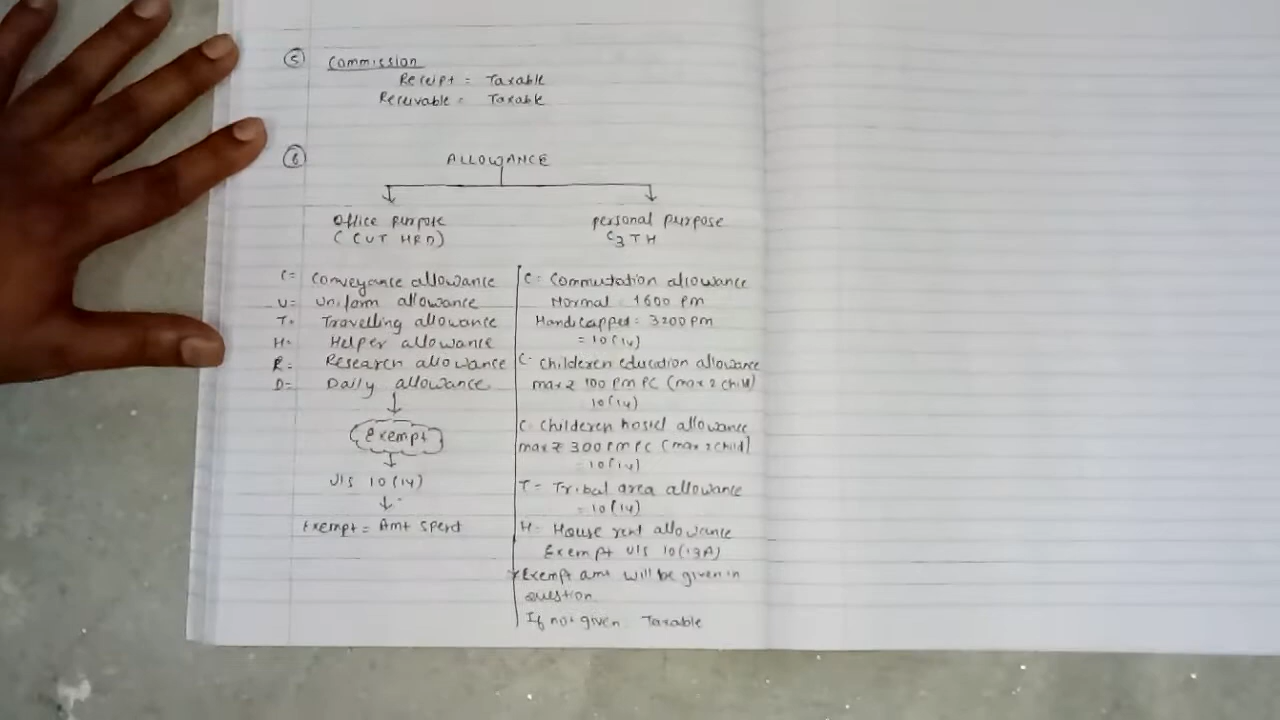 5 Commission
Receipt = Taxable
Receivable = Taxable
6 ALLOWANCE
Office purpose
( CUT HRD)
C = Conveyance allowance
U = Uniform allowance
T = Travelling allowance
H = Helper allowance
R = Research allowance
D = Daily allowance
Exempt
U/S 10(14)
Exempt = Amt spent
personal purpose
C3 T H
C = Commutation allowance
Normal = 1600 pm
Handicapped = 3200 pm
= 10(14)
C = Childeren education allowance
max ₹ 100 PM PC (max 2 child)
10(14)
C = Childeren hostel allowance
max ₹ 300 PM PC (max 2 child)
= 10(14)
T = Tribal area allowance
= 10(14)
H = House rent allowance
Exempt U/S 10(13A)
* Exempt amt will be given in
question
If not given Taxable